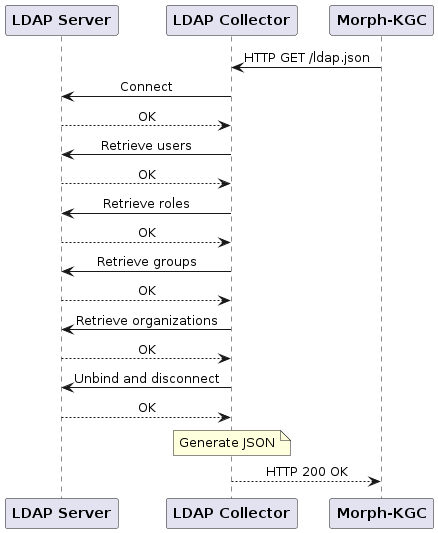 LDAP Server LDAP Collector Morph-KGC
HTTP GET /ldap.json
Connect
OK
Retrieve users
OK
Retrieve roles
OK
Retrieve groups
OK
Retrieve organizations
OK
Unbind and disconnect
OK
Generate JSON
HTTP 200 OK
LDAP Server LDAP Collector Morph-KGC